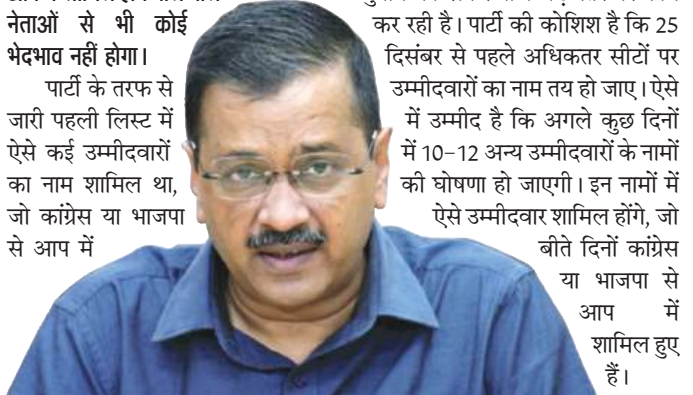 नेताओं से भी कोई
भेदभाव नहीं होगा।
पार्टी के तरफ से
जारी पहली लिस्ट में
ऐसे कई उम्मीदवारों
का नाम शामिल था,
जो कांग्रेस या भाजपा
से आप में
कर रही है। पार्टी की कोशिश है कि 25
दिसंबर से पहले अधिकतर सीटों पर
उम्मीदवारों का नाम तय हो जाए। ऐसे
में उम्मीद है कि अगले कुछ दिनों
में 10-12 अन्य उम्मीदवारों के नामों
की घोषणा हो जाएगी। इन नामों में
ऐसे उम्मीदवार शामिल होंगे, जो
बीते दिनों कांग्रेस
या भाजपा से
आप में
शामिल हुए
हैं।